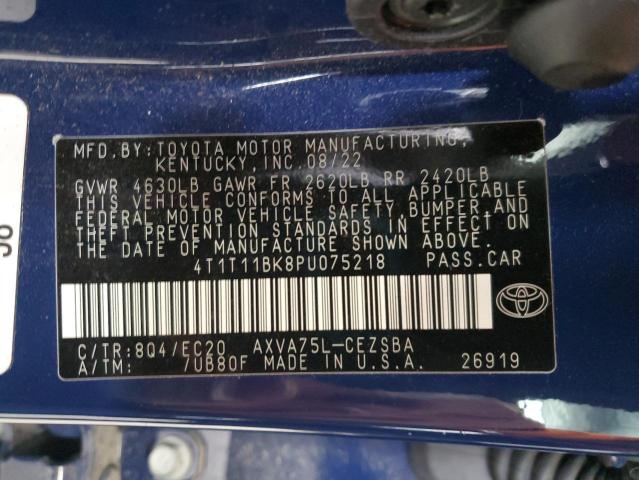 MFD. BY: TOYOTA MOTOR MANUFACTURING,
KENTUCKY, INC. 08/22
GVWR 4630LB GAWR FR 2620LB RR 2420LB
THIS VEHICLE CONFORMS TO ALL APPLICABLE
FEDERAL MOTOR VEHICLE SAFETY, BUMPER, AND
THEFT PREVENTION STANDARDS IN EFFECT ON
THE DATE OF MANUFACTURE SHOWN ABOVE.
4T1T11BK8PU075218 PASS.CAR
C/TR: 8Q4/EC20 AXVA75L-CEZSBA
A/TM: /UB80F MADE IN U.S.A. 26919